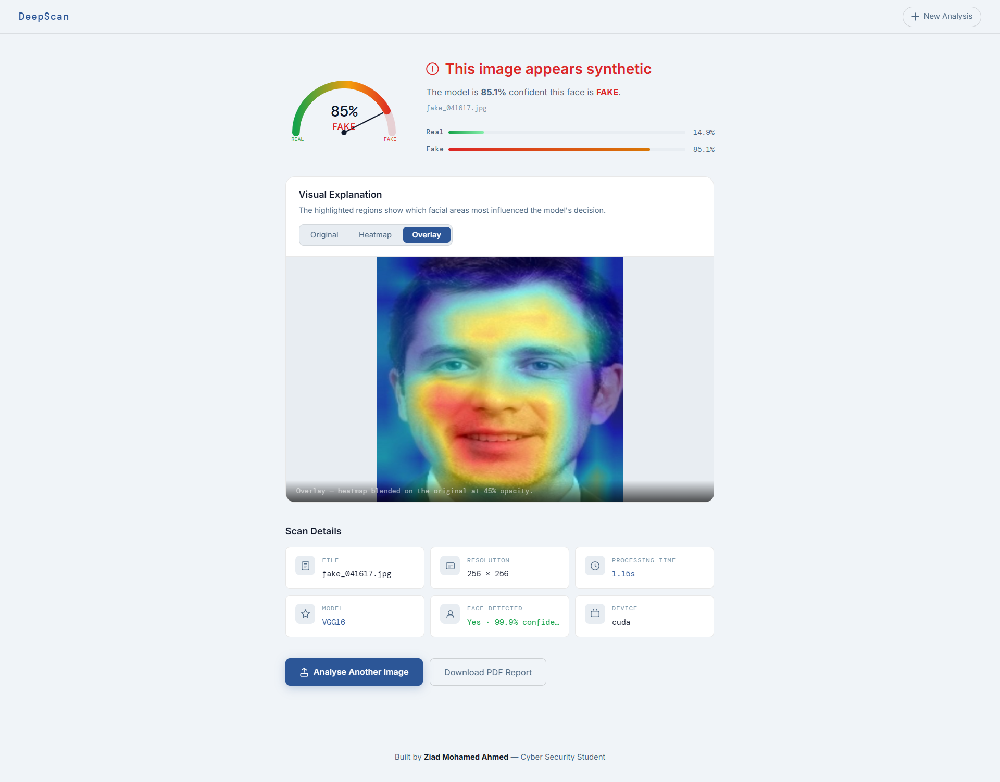 DeepScan
New Analysis
This image appears synthetic
The model is 85.1% confident this face is FAKE.
fake_041617.jpg
85%
FAKE
REAL
FAKE
Real 14.9%
Fake 85.1%
Visual Explanation
The highlighted regions show which facial areas most influenced the model's decision.
Original Heatmap Overlay
Overlay — heatmap blended on the original at 45% opacity.
Scan Details
FILE
fake_041617.jpg
RESOLUTION
256 × 256
PROCESSING TIME
1.15s
MODEL
VGG16
FACE DETECTED
Yes · 99.9% confide…
DEVICE
cuda
Analyse Another Image
Download PDF Report
Built by Ziad Mohamed Ahmed — Cyber Security Student